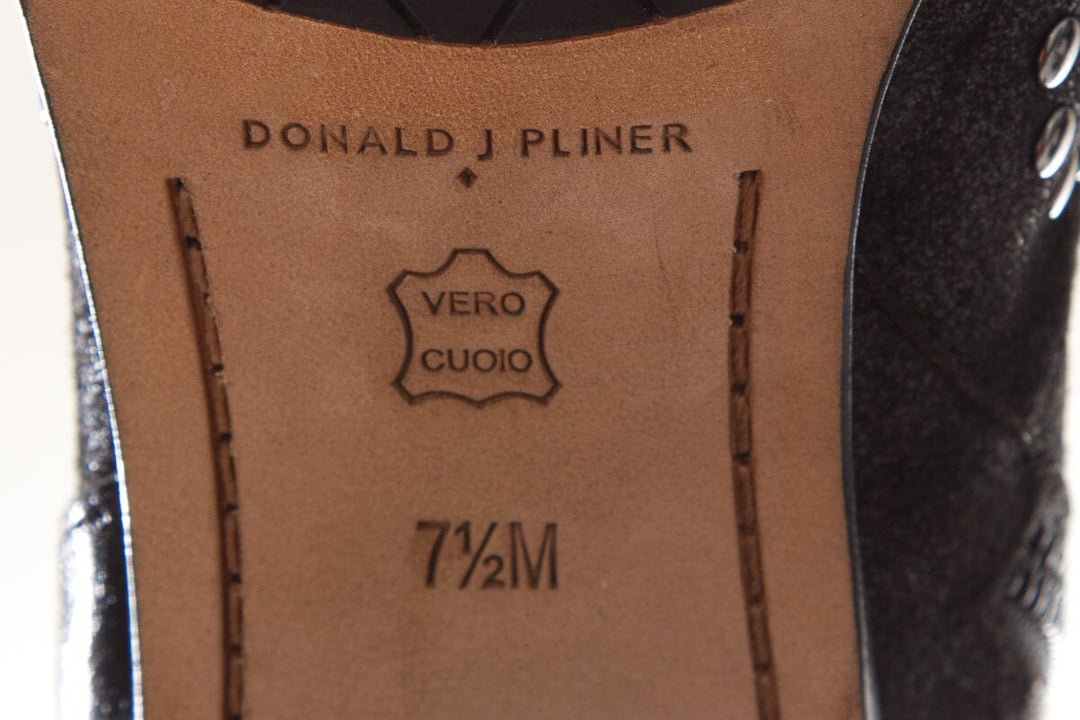 DONALD J PLINER
VERO
CUOIO
7½M